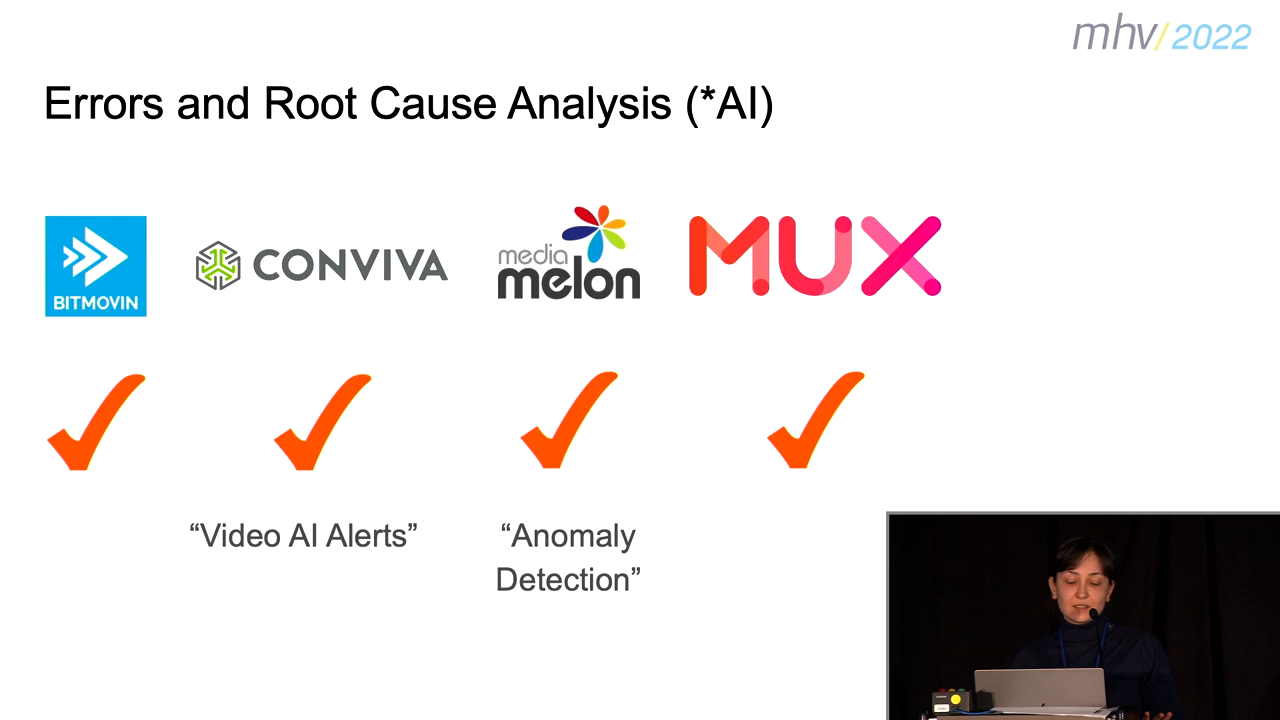 mhv/2022
Errors and Root Cause Analysis (*AI)
BITMOVIN
CONVIVA
media
melon
MUX
“Video AI Alerts”
“Anomaly
Detection”